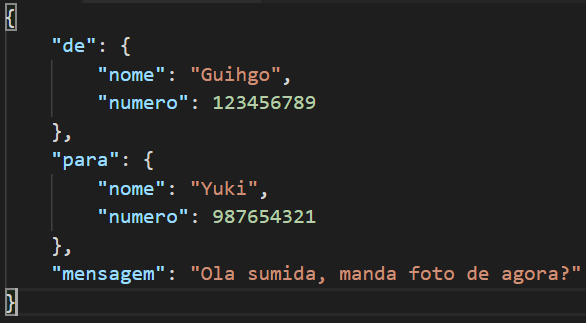 {
    "de": {
        "nome": "Guihgo",
        "numero": 123456789
    },
    "para": {
        "nome": "Yuki",
        "numero": 987654321
    },
    "mensagem": "Ola sumida, manda foto de agora?"
}